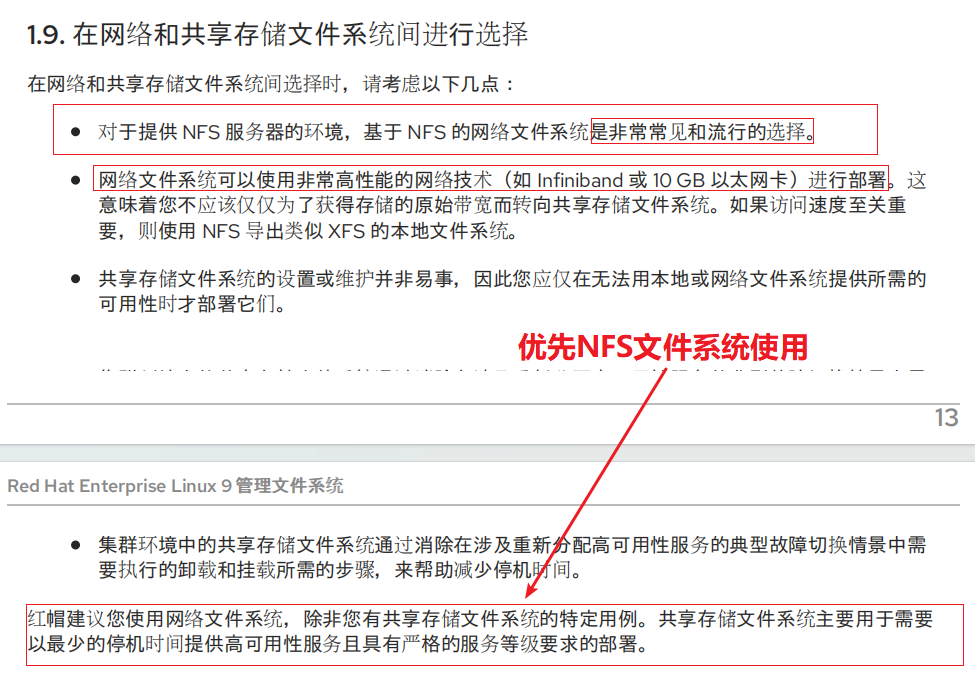 1.9. 在网络和共享存储文件系统间进行选择
在网络和共享存储文件系统间选择时，请考虑以下几点：
● 对于提供 NFS 服务器的环境，基于 NFS 的网络文件系统是非常常见和流行的选择。
● 网络文件系统可以使用非常高性能的网络技术（如 Infiniband 或 10 GB 以太网卡）进行部署。这
意味着您不应该仅仅为了获得存储的原始带宽而转向共享存储文件系统。如果访问速度至关重
要，则使用 NFS 导出类似 XFS 的本地文件系统。
● 共享存储文件系统的设置或维护并非易事，因此您应仅在无法用本地或网络文件系统提供所需的
可用性时才部署它们。
优先NFS文件系统使用
13
Red Hat Enterprise Linux 9 管理文件系统
● 集群环境中的共享存储文件系统通过消除在涉及重新分配高可用性服务的典型故障切换情景中需
要执行的卸载和挂载所需的步骤，来帮助减少停机时间。
红帽建议您使用网络文件系统，除非您有共享存储文件系统的特定用例。共享存储文件系统主要用于需要
以最少的停机时间提供高可用性服务且具有严格的服务等级要求的部署。